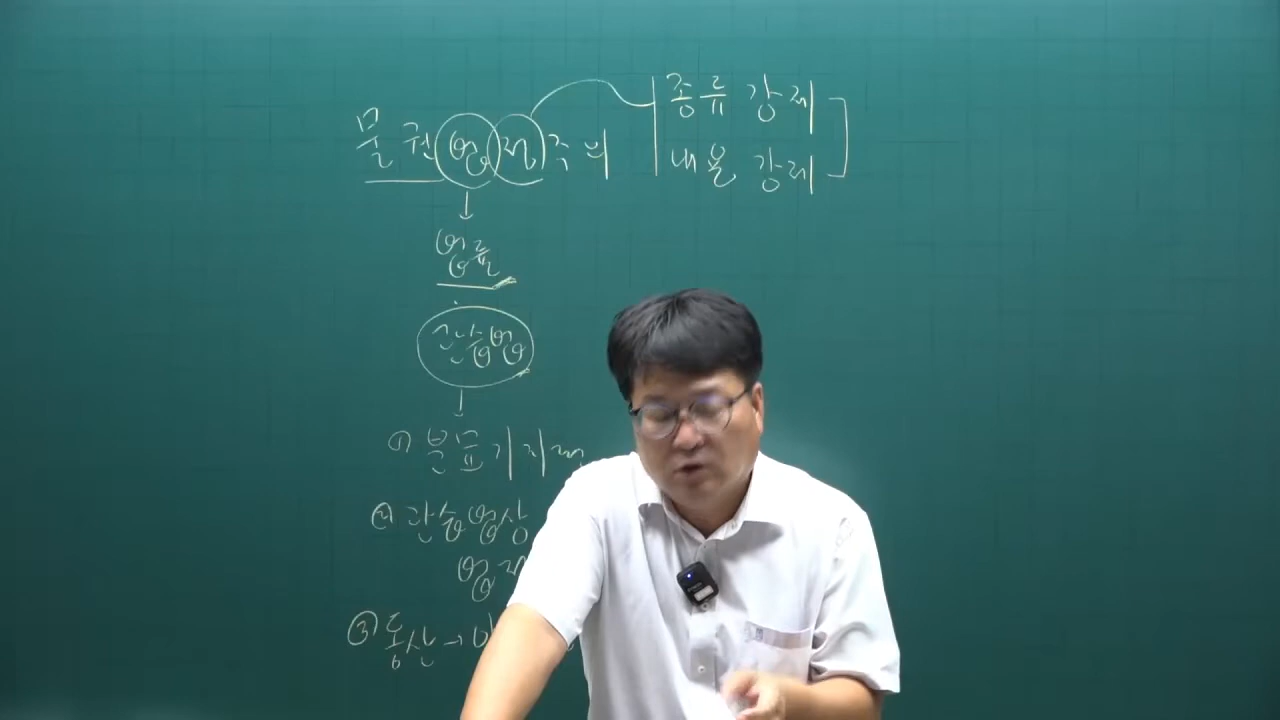 물권법정주의
종류 강제
내용 강제
↓
법률
관습법
↓
① 분묘기지권
② 관습법상
법정
③ 동산 →